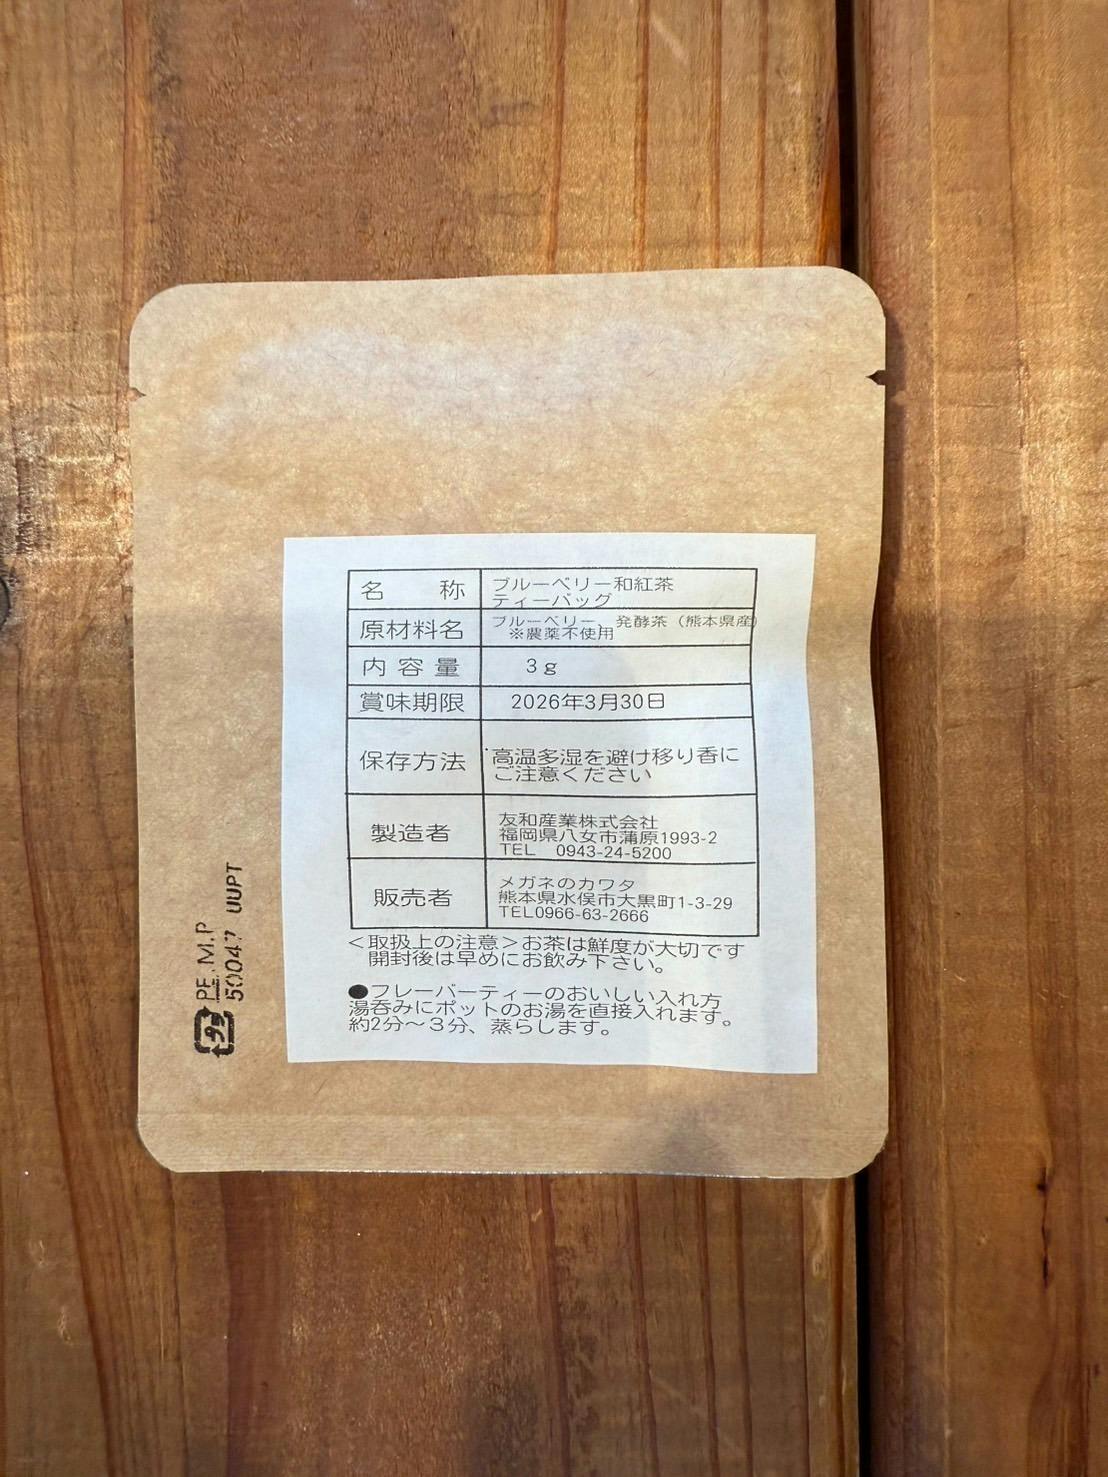 名 称 ブルーベリー和紅茶
ティーバッグ
原材料名 ブルーベリー、発酵茶（熊本県産）
※農薬不使用
内容量 3g
賞味期限 2026年3月30日
保存方法 高温多湿を避け移り香に
ご注意ください
製造者 友和産業株式会社
福岡県八女市蒲原1993-2
TEL 0943-24-5200
販売者 メガネのカワタ
熊本県水俣市大黒町1-3-29
TEL0966-63-2666
＜取扱上の注意＞お茶は鮮度が大切です
開封後は早めにお飲み下さい。
●フレーバーティーのおいしい入れ方
湯呑みにポットのお湯を直接入れます。
約2分～3分、蒸らします。
プラ PE,M,P
50047 UUPT